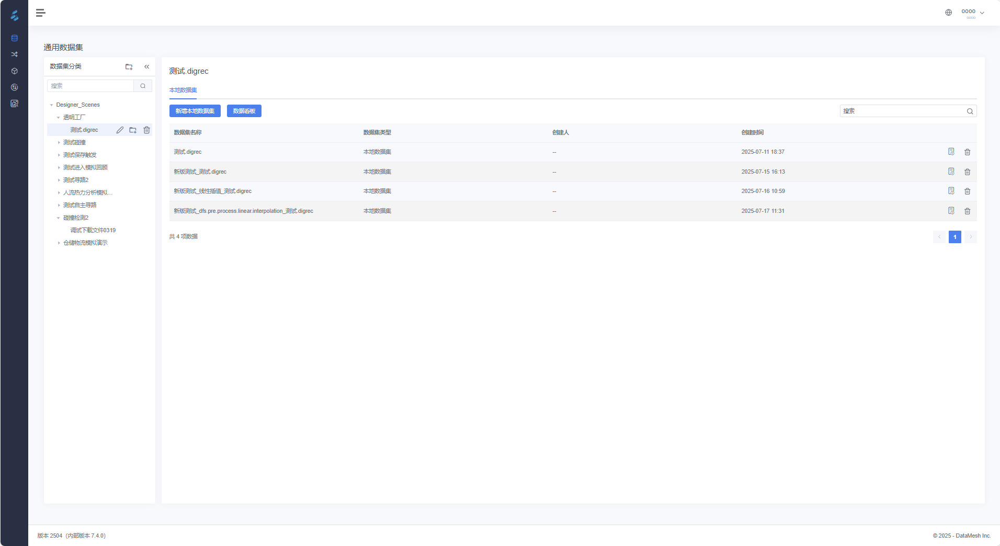 0000
0000
通用数据集
数据集分类
搜索
Designer_Scenes
透明工厂
测试.digrec
测试碰撞
测试保存触发
测试进入模拟回顾
测试寻路2
人流热力分析模拟...
测试自主寻路
碰撞检测2
调试下载文件0319
仓储物流模拟演示
测试.digrec
本地数据集
新增本地数据集 数据看板 搜索
数据集名称 数据集类型 创建人 创建时间
测试.digrec 本地数据集 -- 2025-07-11 18:37
新版测试_测试.digrec 本地数据集 -- 2025-07-15 16:13
新版测试_线性插值_测试.digrec 本地数据集 -- 2025-07-16 10:59
新版测试_dfs.pre.process.linear.interpolation_测试.digrec 本地数据集 -- 2025-07-17 11:31
共 4 项数据 1
版本 2504（内部版本 7.4.0） © 2025 - DataMesh Inc.